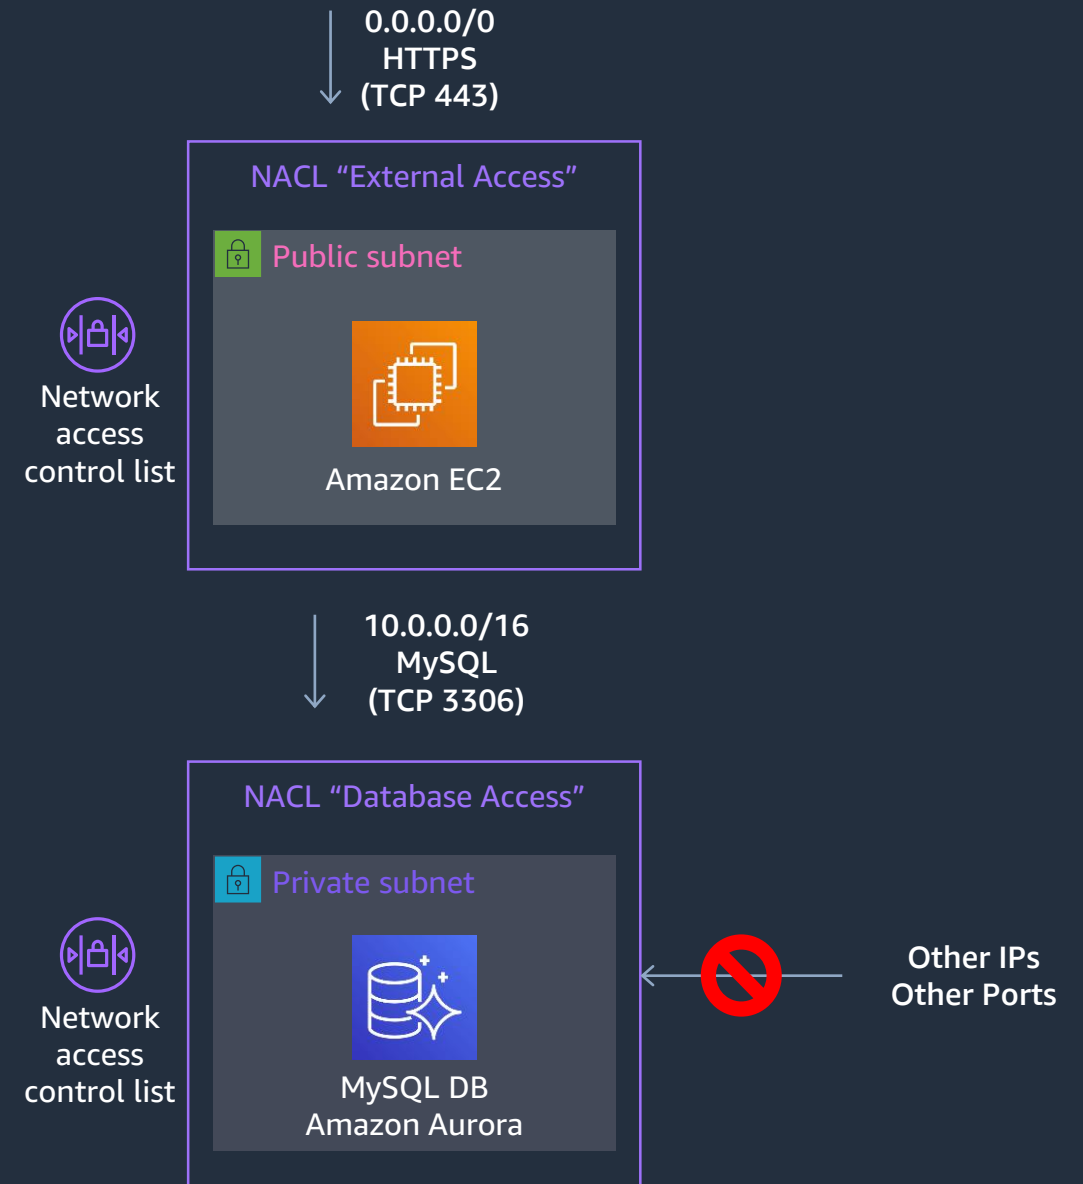 0.0.0.0/0
HTTPS
(TCP 443)
NACL “External Access”
Public subnet
Amazon EC2
Network
access
control list
10.0.0.0/16
MySQL
(TCP 3306)
NACL “Database Access”
Private subnet
MySQL DB
Amazon Aurora
Network
access
control list
Other IPs
Other Ports